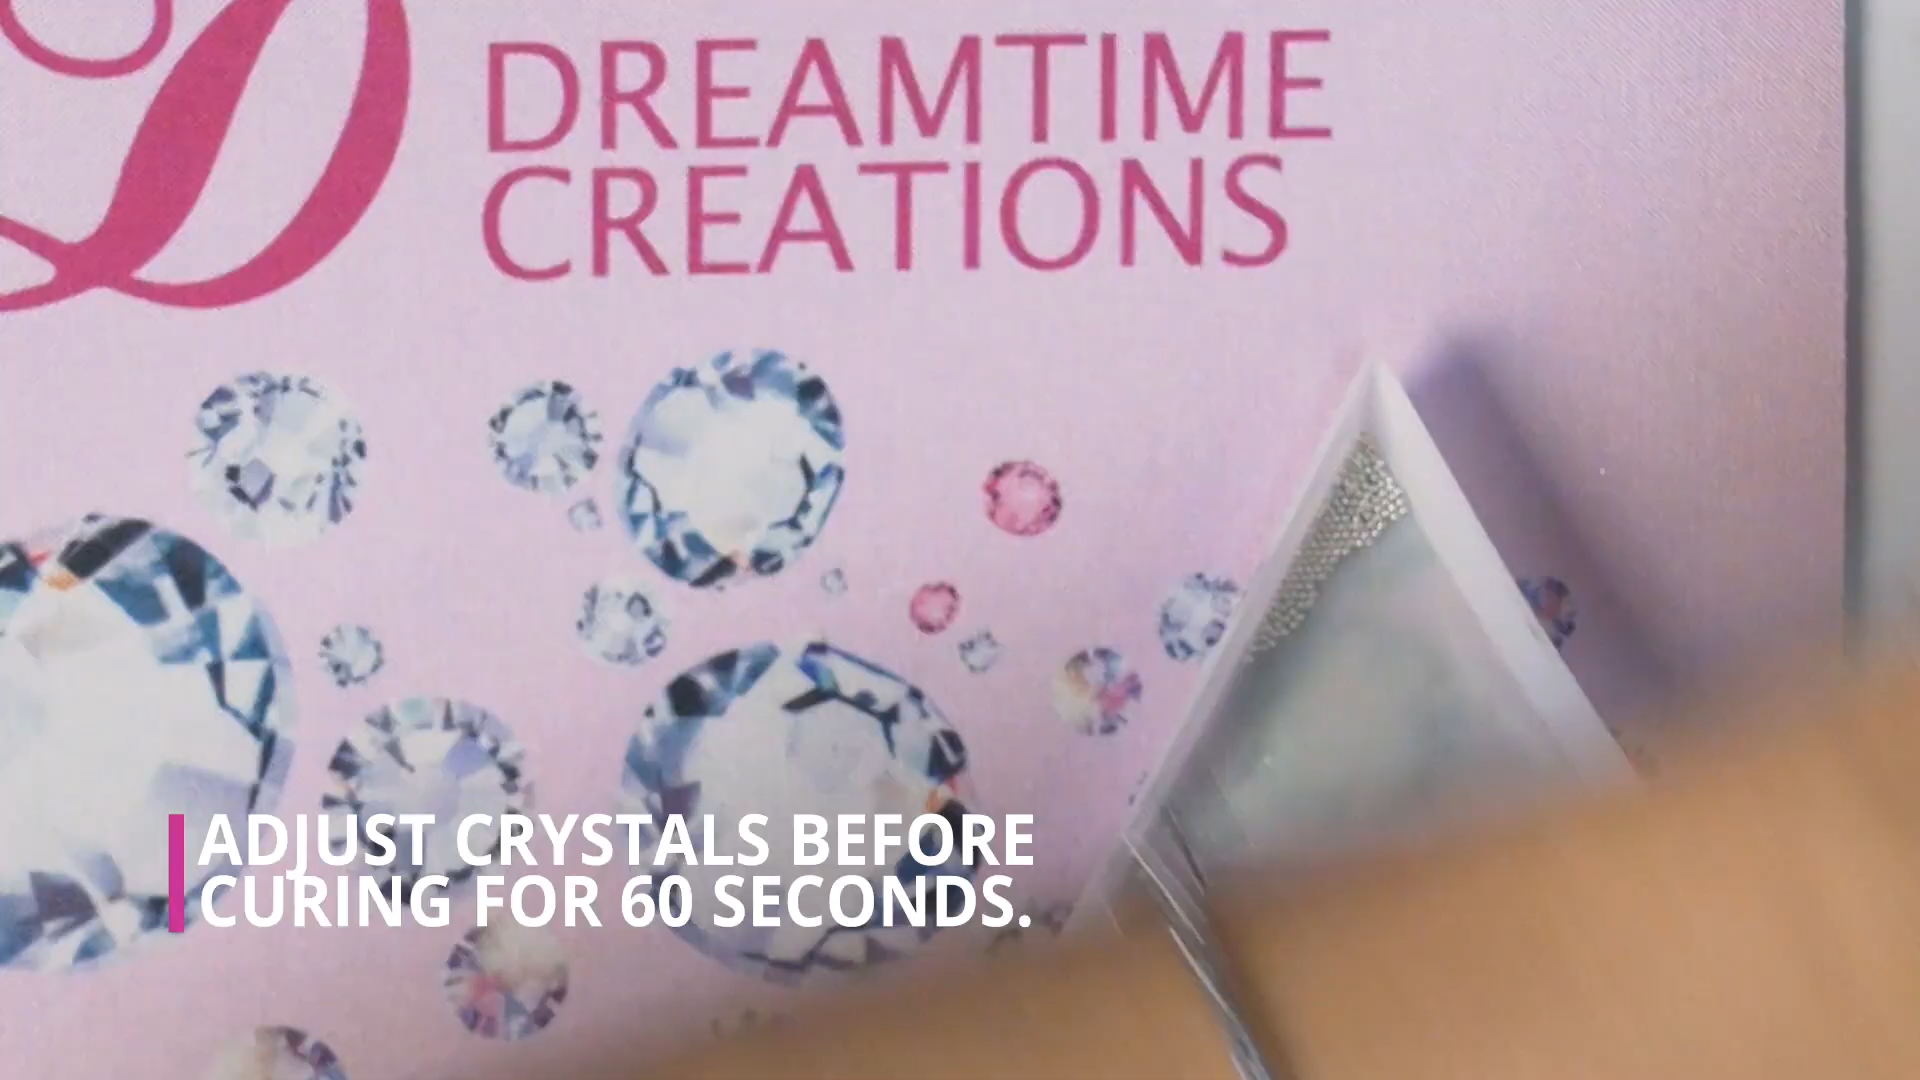 D
DREAMTIME
CREATIONS
ADJUST CRYSTALS BEFORE
CURING FOR 60 SECONDS.